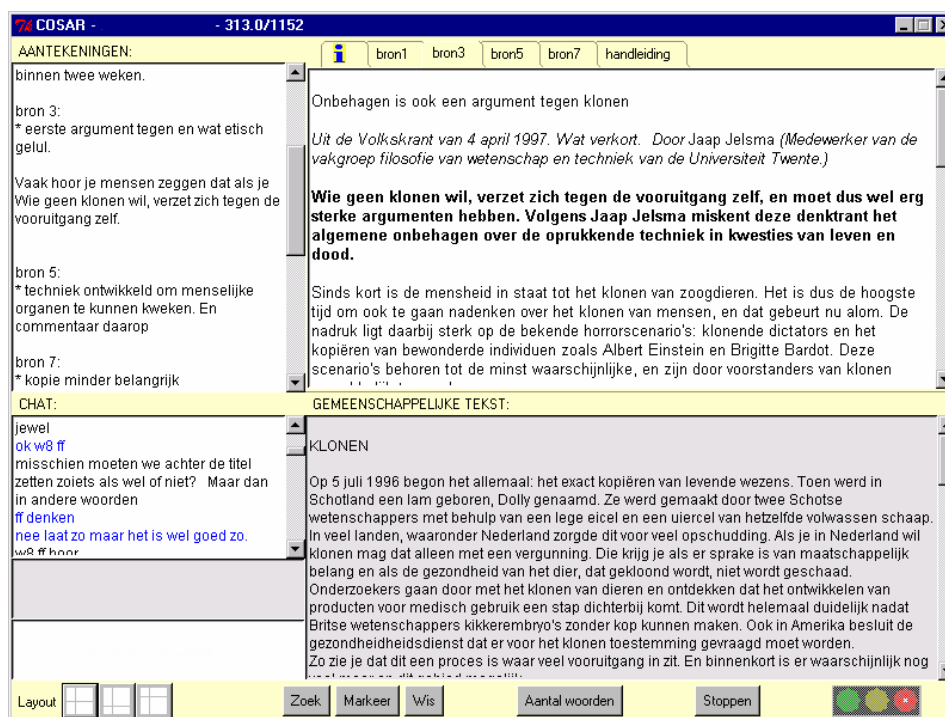 COSAR - - 313.0/1152
AANTEKENINGEN:
binnen twee weken.
bron 3:
* eerste argument tegen en wat etisch
gelul.
Vaak hoor je mensen zeggen dat als je
Wie geen klonen wil, verzet zich tegen de
vooruitgang zelf.
bron 5:
* techniek ontwikkeld om menselijke
organen te kunnen kweken. En
commentaar daarop
bron 7:
* kopie minder belangrijk
i bron1 bron3 bron5 bron7 handleiding
Onbehagen is ook een argument tegen klonen
Uit de Volkskrant van 4 april 1997. Wat verkort. Door Jaap Jelsma (Medewerker van de
vakgroep filosofie van wetenschap en techniek van de Universiteit Twente.)
Wie geen klonen wil, verzet zich tegen de vooruitgang zelf, en moet dus wel erg
sterke argumenten hebben. Volgens Jaap Jelsma miskent deze denktrant het
algemene onbehagen over de oprukkende techniek in kwesties van leven en
dood.
Sinds kort is de mensheid in staat tot het klonen van zoogdieren. Het is dus de hoogste
tijd om ook te gaan nadenken over het klonen van mensen, en dat gebeurt nu alom. De
nadruk ligt daarbij sterk op de bekende horrorscenario's: klonende dictators en het
kopiëren van bewonderde individuen zoals Albert Einstein en Brigitte Bardot. Deze
scenario's behoren tot de minst waarschijnlijke, en zijn door voorstanders van klonen
CHAT:
jewel
ok w8 ff
misschien moeten we achter de titel
zetten zoiets als wel of niet? Maar dan
in andere woorden
ff denken
nee laat zo maar het is wel goed zo.
w8 ff hoor
GEMEENSCHAPPELIJKE TEKST:
KLONEN
Op 5 juli 1996 begon het allemaal: het exact kopiëren van levende wezens. Toen werd in
Schotland een lam geboren, Dolly genaamd. Ze werd gemaakt door twee Schotse
wetenschappers met behulp van een lege eicel en een uiercel van hetzelfde volwassen schaap.
In veel landen, waaronder Nederland zorgde dit voor veel opschudding. Als je in Nederland wil
klonen mag dat alleen met een vergunning. Die krijg je als er sprake is van maatschappelijk
belang en als de gezondheid van het dier, dat gekloond wordt, niet wordt geschaad.
Onderzoekers gaan door met het klonen van dieren en ontdekken dat het ontwikkelen van
producten voor medisch gebruik een stap dichterbij komt. Dit wordt helemaal duidelijk nadat
Britse wetenschappers kikkerembryo's zonder kop kunnen maken. Ook in Amerika besluit de
gezondheidheidsdienst dat er voor het klonen toestemming gevraagd moet worden.
Zo zie je dat dit een proces is waar veel vooruitgang in zit. En binnenkort is er waarschijnlijk nog
Layout Zoek Markeer Wis Aantal woorden Stoppen